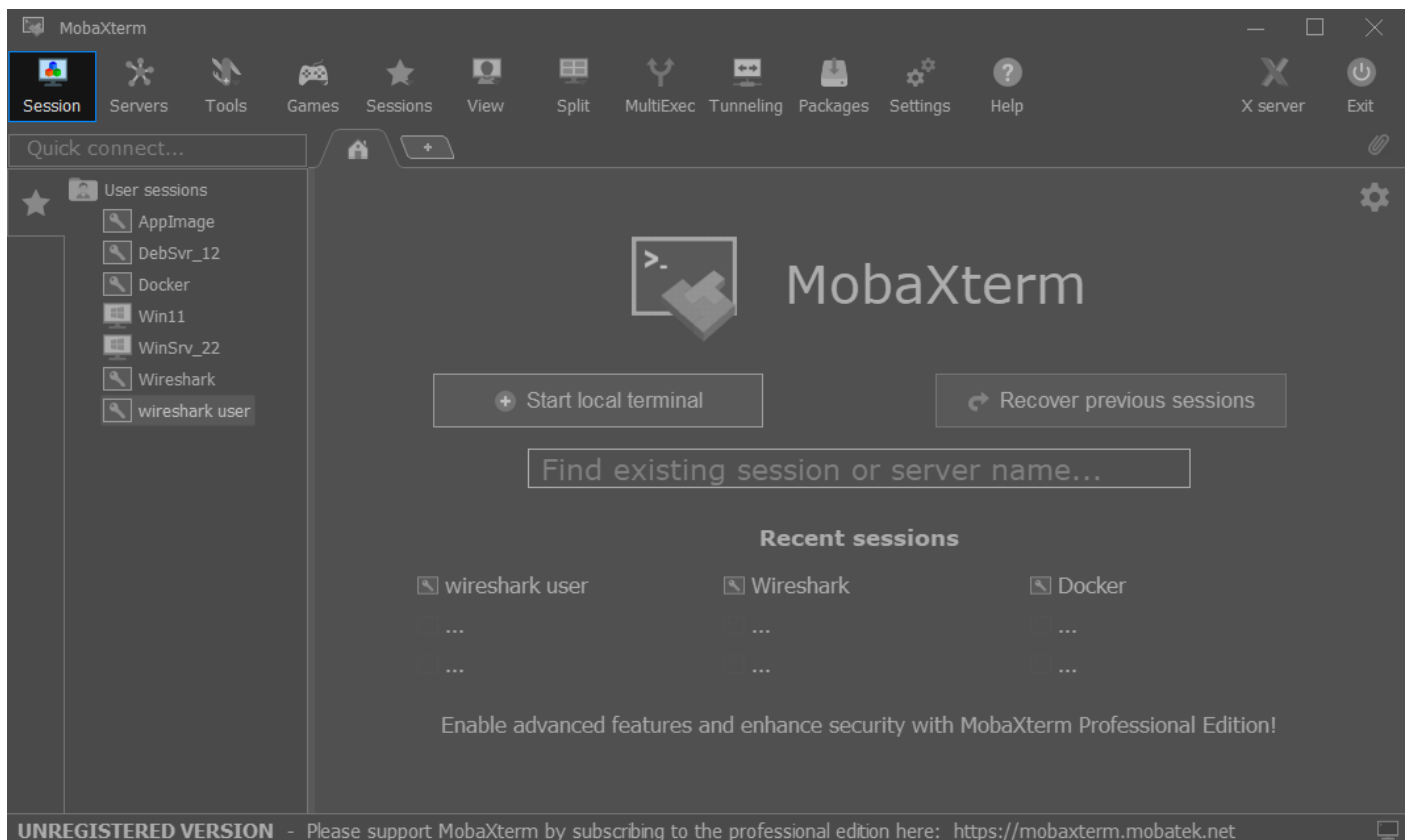 MobaXterm
Session Servers Tools Games Sessions View Split MultiExec Tunneling Packages Settings Help X server Exit
Quick connect...
User sessions
AppImage
DebSvr_12
Docker
Win11
WinSrv_22
Wireshark
wireshark user
>_
MobaXterm
Start local terminal Recover previous sessions
Find existing session or server name...
Recent sessions
wireshark user Wireshark Docker
... ... ...
... ... ...
Enable advanced features and enhance security with MobaXterm Professional Edition!
UNREGISTERED VERSION - Please support MobaXterm by subscribing to the professional edition here: https://mobaxterm.mobatek.net